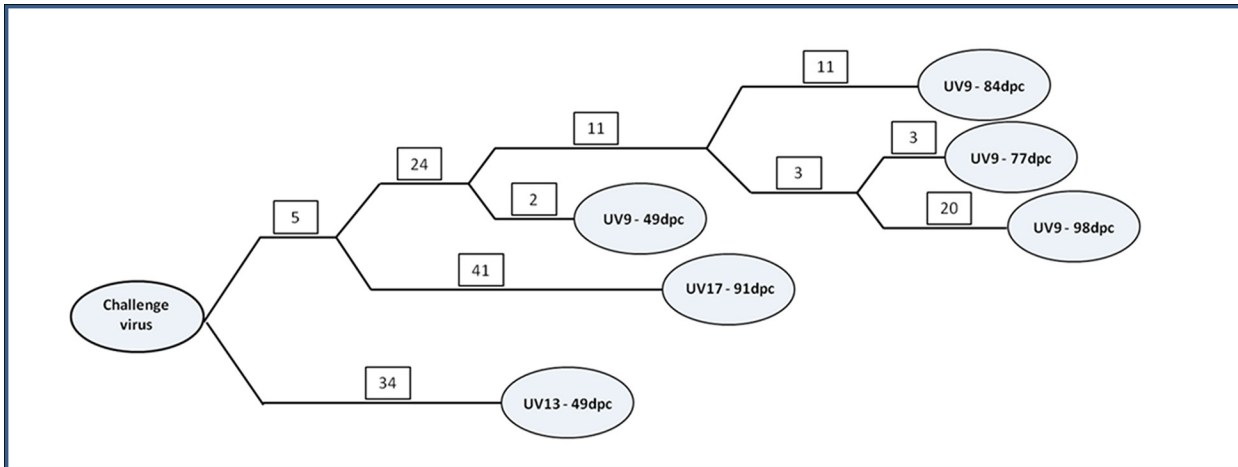 11
UV9 - 84dpc
11
3
UV9 - 77dpc
24
3
2
20
UV9 - 49dpc
UV9 - 98dpc
5
41
UV17 - 91dpc
Challenge
virus
34
UV13 - 49dpc